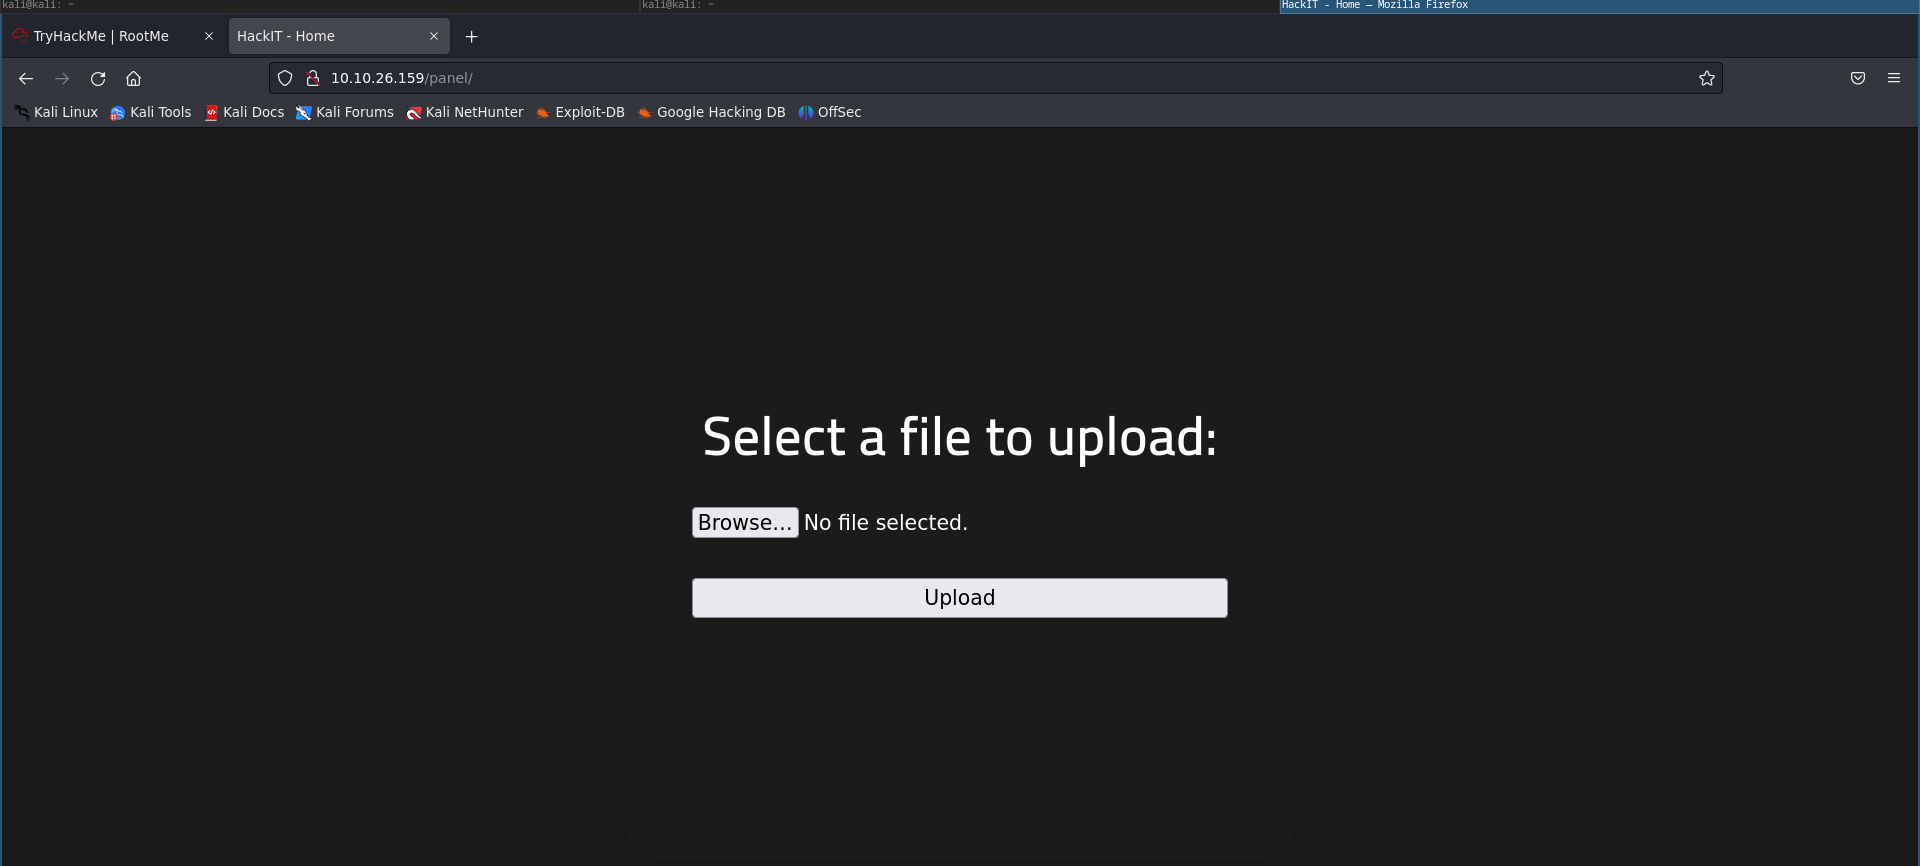 kali@kali: ~ kali@kali: ~ HackIT - Home — Mozilla Firefox
TryHackMe | RootMe HackIT - Home
10.10.26.159/panel/
Kali Linux Kali Tools Kali Docs Kali Forums Kali NetHunter Exploit-DB Google Hacking DB OffSec
Select a file to upload:
Browse... No file selected.
Upload